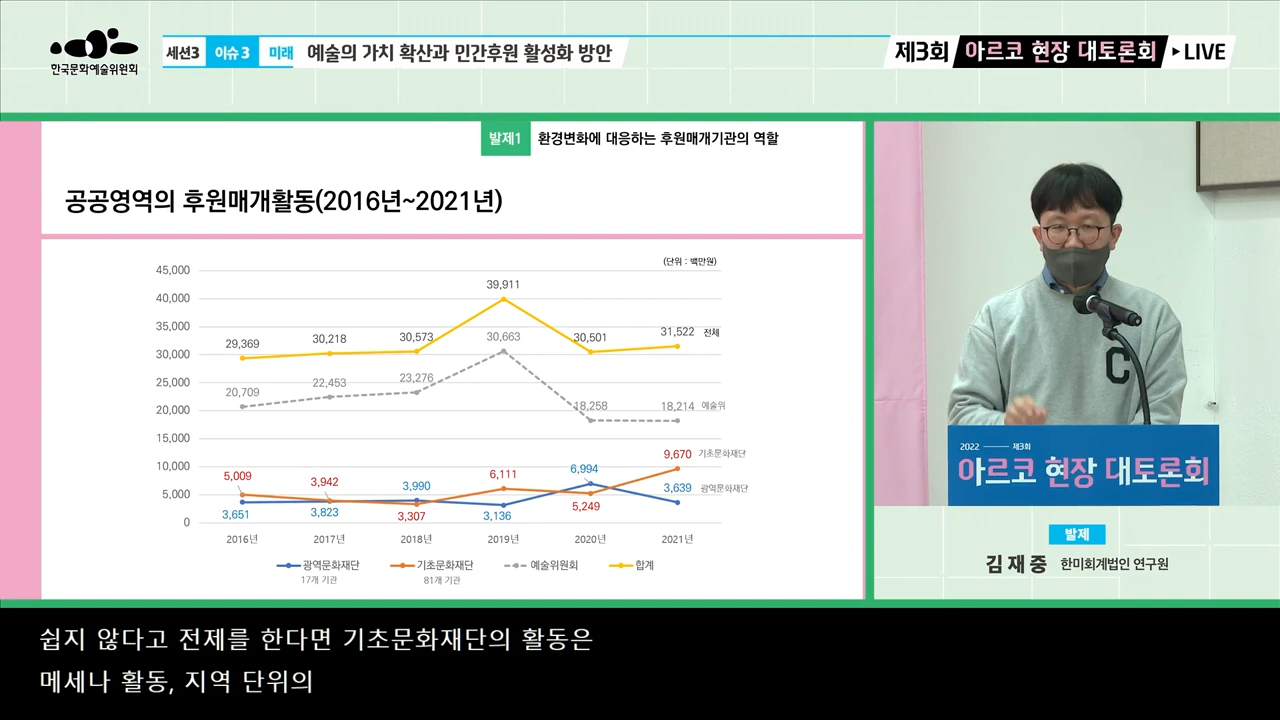 한국문화예술위원회
세션3 이슈 3 미래 예술의 가치 확산과 민간후원 활성화 방안
제3회 아르코 현장 대토론회 ▸LIVE
발제1 환경변화에 대응하는 후원매개기관의 역할
공공영역의 후원매개활동(2016년~2021년)
(단위 : 백만원)
45,000
40,000
35,000
30,000
25,000
20,000
15,000
10,000
5,000
0
29,369 30,218 30,573 39,911 30,501 31,522 전체
20,709 22,453 23,276 30,663 18,258 18,214 예술위
5,009 3,942 3,307 6,111 5,249 9,670 기초문화재단
3,651 3,823 3,990 3,136 6,994 3,639 광역문화재단
2016년 2017년 2018년 2019년 2020년 2021년
광역문화재단 기초문화재단 예술위원회 합계
17개 기관 81개 기관
C
2022 제3회
아르코 현장 대토론회
발제
김재중 한미회계법인 연구원
쉽지 않다고 전제를 한다면 기초문화재단의 활동은
메세나 활동, 지역 단위의